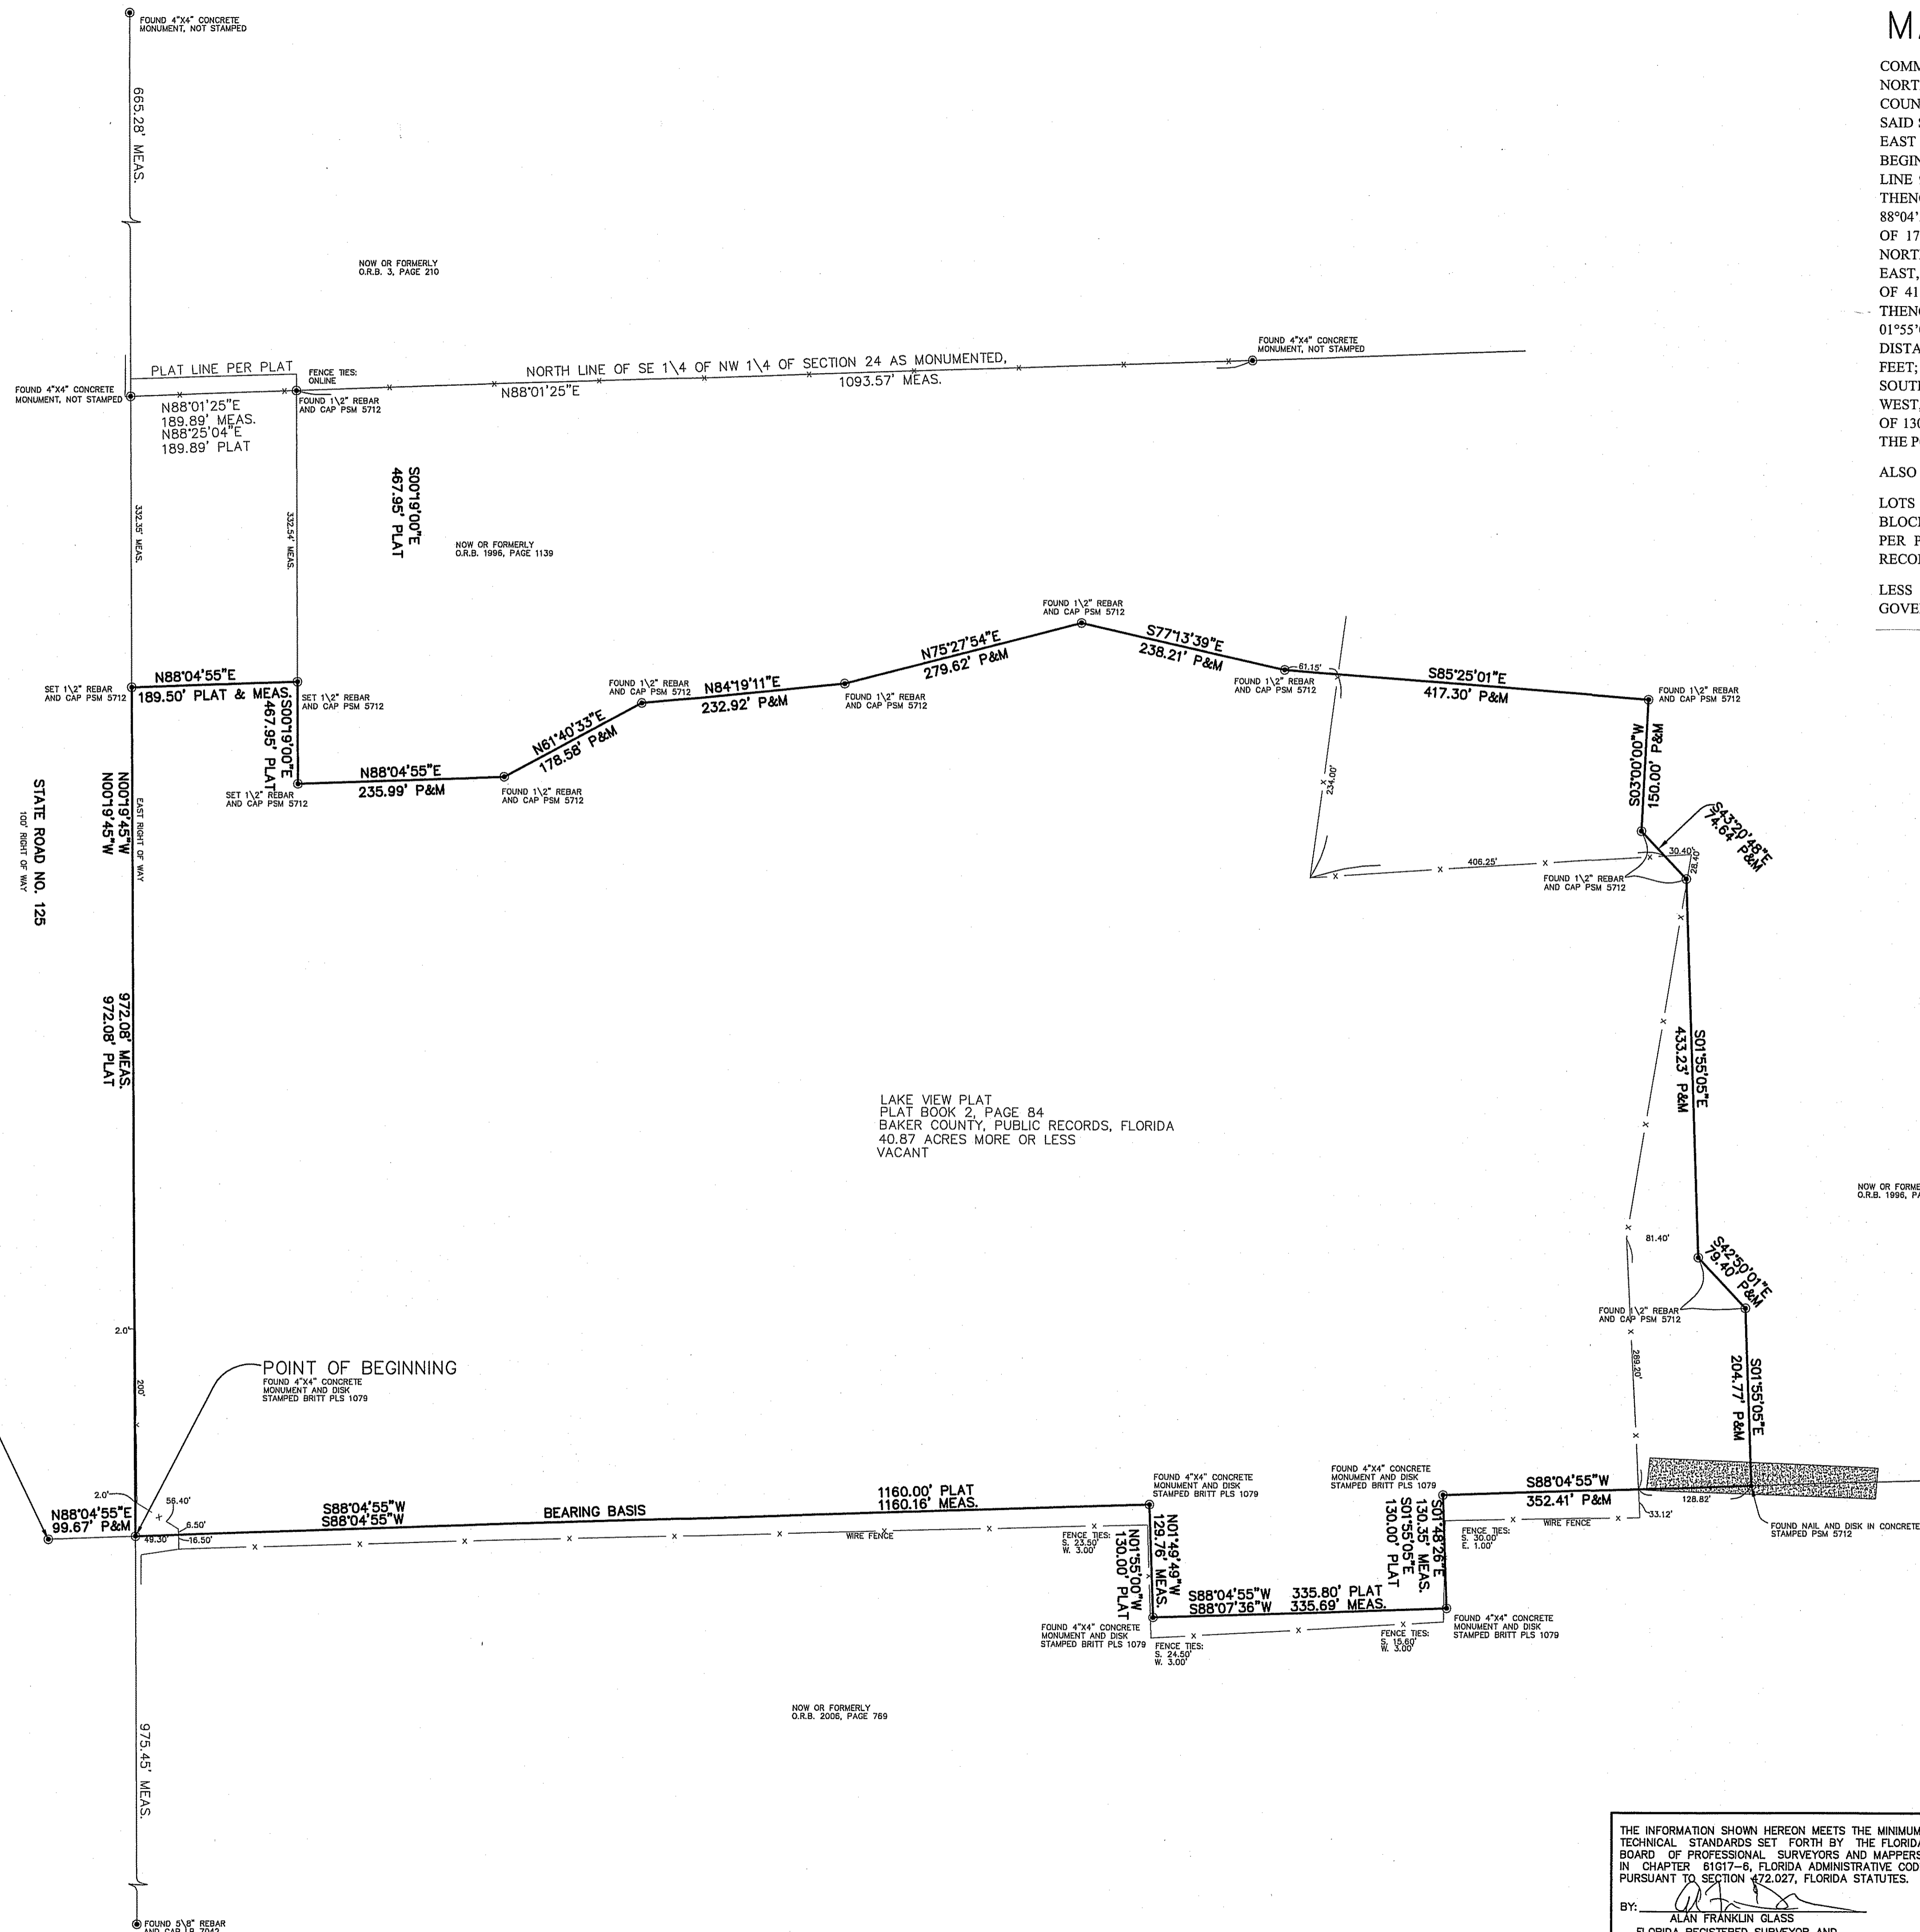 FOUND 4"X4" CONCRETE
MONUMENT, NOT STAMPED
665.28' MEAS.
NOW OR FORMERLY
O.R.B. 3, PAGE 210
PLAT LINE PER PLAT
FENCE TIES:
ONLINE
NORTH LINE OF SE 1\4 OF NW 1\4 OF SECTION 24 AS MONUMENTED,
1093.57' MEAS.
N88°01'25"E
FOUND 4"X4" CONCRETE
MONUMENT, NOT STAMPED
FOUND 4"X4" CONCRETE
MONUMENT, NOT STAMPED
FOUND 1\2" REBAR
AND CAP PSM 5712
N88°01'25"E
189.89' MEAS.
N88°25'04"E
189.89' PLAT
332.35' MEAS.
332.54' MEAS.
S00°19'00"E
467.95' PLAT
NOW OR FORMERLY
O.R.B. 1996, PAGE 1139
SET 1\2" REBAR
AND CAP PSM 5712
N88°04'55"E
189.50' PLAT & MEAS.
SET 1\2" REBAR
AND CAP PSM 5712
S00°19'00"E
467.95' PLAT
SET 1\2" REBAR
AND CAP PSM 5712
N88°04'55"E
235.99' P&M
FOUND 1\2" REBAR
AND CAP PSM 5712
N61°40'33"E
178.58' P&M
FOUND 1\2" REBAR
AND CAP PSM 5712
N84°19'11"E
232.92' P&M
FOUND 1\2" REBAR
AND CAP PSM 5712
N75°27'54"E
279.62' P&M
FOUND 1\2" REBAR
AND CAP PSM 5712
S77°13'39"E
238.21' P&M
FOUND 1\2" REBAR
AND CAP PSM 5712
61.15'
S85°25'01"E
417.30' P&M
FOUND 1\2" REBAR
AND CAP PSM 5712
S03°00'00"W
150.00' P&M
234.00'
406.25'
S43°20'48"E
74.64' P&M
30.40'
28.40'
FOUND 1\2" REBAR
AND CAP PSM 5712
STATE ROAD NO. 125
100' RIGHT OF WAY
N00°19'45"W
N00°19'45"W
EAST RIGHT OF WAY
972.08' MEAS.
972.08' PLAT
S01°55'05"E
433.23' P&M
LAKE VIEW PLAT
PLAT BOOK 2, PAGE 84
BAKER COUNTY, PUBLIC RECORDS, FLORIDA
40.87 ACRES MORE OR LESS
VACANT
NOW OR FORME
O.R.B. 1996, PA
81.40'
S42°50'01"E
79.40' P&M
FOUND 1\2" REBAR
AND CAP PSM 5712
289.20'
S01°55'05"E
204.77' P&M
2.0'
200'
POINT OF BEGINNING
FOUND 4"X4" CONCRETE
MONUMENT AND DISK
STAMPED BRITT PLS 1079
2.0'
56.40'
6.50'
49.30'
16.50'
N88°04'55"E
99.67' P&M
S88°04'55"W
S88°04'55"W
BEARING BASIS
1160.00' PLAT
1160.16' MEAS.
WIRE FENCE
FENCE TIES:
S. 23.50'
W. 3.00'
FOUND 4"X4" CONCRETE
MONUMENT AND DISK
STAMPED BRITT PLS 1079
N01°49'49"W
129.76' MEAS.
N01°55'00"W
130.00' PLAT
FOUND 4"X4" CONCRETE
MONUMENT AND DISK
STAMPED BRITT PLS 1079
S01°48'26"E
130.35' MEAS.
S01°55'05"E
130.00' PLAT
S88°04'55"W
352.41' P&M
128.82'
33.12'
WIRE FENCE
FENCE TIES:
S. 30.00'
E. 1.00'
FOUND NAIL AND DISK IN CONCRETE
STAMPED PSM 5712
S88°04'55"W 335.80' PLAT
S88°07'36"W 335.69' MEAS.
FOUND 4"X4" CONCRETE
MONUMENT AND DISK
STAMPED BRITT PLS 1079
FENCE TIES:
S. 24.50'
W. 3.00'
FENCE TIES:
S. 15.60'
W. 3.00'
FOUND 4"X4" CONCRETE
MONUMENT AND DISK
STAMPED BRITT PLS 1079
NOW OR FORMERLY
O.R.B. 2006, PAGE 769
975.45' MEAS.
FOUND 5\8" REBAR
AND CAP LB 7042
COMM
NORT
COUN
SAID S
EAST
BEGIN
LINE
THENC
88°04'
OF 17
NORT
EAST,
OF 41
THENC
01°55'
DISTA
FEET;
SOUT
WEST,
OF 130
THE P
ALSO
LOTS
BLOC
PER P
RECO
LESS
GOVE
THE INFORMATION SHOWN HEREON MEETS THE MINIMUM
TECHNICAL STANDARDS SET FORTH BY THE FLORIDA
BOARD OF PROFESSIONAL SURVEYORS AND MAPPERS
IN CHAPTER 61G17-6, FLORIDA ADMINISTRATIVE COD
PURSUANT TO SECTION 472.027, FLORIDA STATUTES.
BY:
ALAN FRANKLIN GLASS
FLORIDA REGISTERED SURVEYOR AND